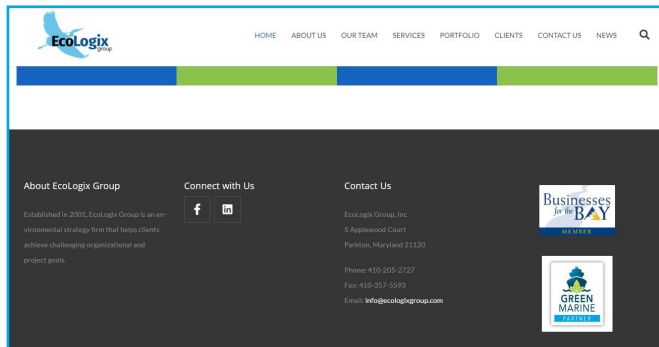 EcoLogix
group
HOME ABOUT US OUR TEAM SERVICES PORTFOLIO CLIENTS CONTACT US NEWS
About EcoLogix Group
Established in 2001, EcoLogix Group is an en-
vironmental strategy firm that helps clients
achieve challenging organizational and
project goals.
Connect with Us
f
in
Contact Us
EcoLogix Group, Inc
5 Applewood Court
Parkton, Maryland 21120
Phone: 410-205-2727
Fax: 410-357-5593
Email: info@ecologixgroup.com
Businesses
for the BAY
MEMBER
GREEN
MARINE
PARTNER